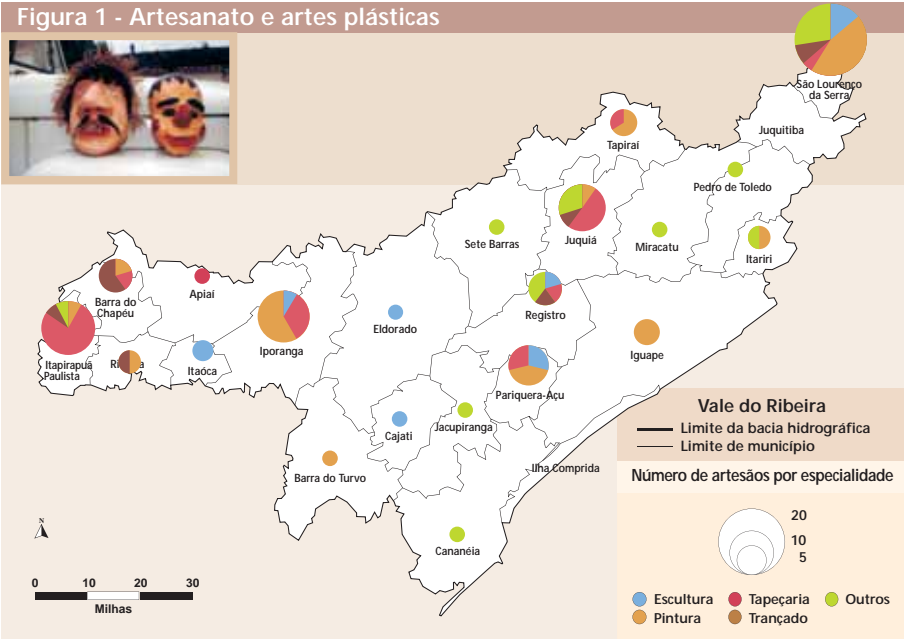 Figura 1 - Artesanato e artes plásticas
São Lourenço
da Serra
Juquitiba
Tapiraí
Pedro de Toledo
Sete Barras
Juquiá
Miracatu
Itariri
Barra do
Chapéu
Apiaí
Registro
Eldorado
Iporanga
Iguape
Itapirapuã
Paulista
Itaóca
Pariquera-Açu
Cajati
Jacupiranga
Barra do Turvo
Ilha Comprida
Cananéia
N
0 10 20 30
Milhas
Vale do Ribeira
Limite da bacia hidrográfica
Limite de município
Número de artesãos por especialidade
20
10
5
Escultura
Tapeçaria
Outros
Pintura
Trançado